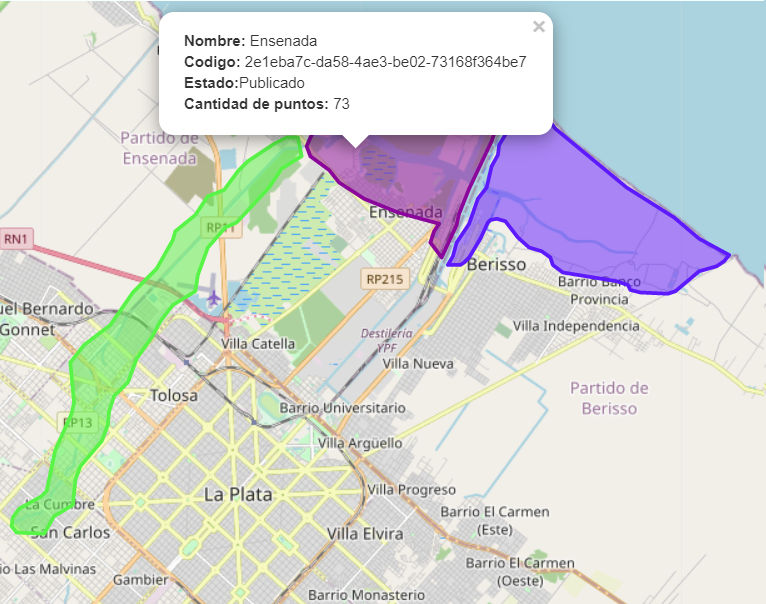 Nombre: Ensenada
Codigo: 2e1eba7c-da58-4ae3-be02-73168f364be7
Estado:Publicado
Cantidad de puntos: 73
Partido de
Ensenada
Ensenada
RP11
RN1
Berisso
RP215
Barrio Banco
Provincia
uel Bernardo
Gonnet
Villa Independencia
Destilería
YPF
Villa Catella
Villa Nueva
Partido de
Berisso
Tolosa
Barrio Universitario
RP13
Villa Argüello
La Plata
Villa Progreso
La Cumbre
Barrio El Carmen
(Este)
San Carlos
Villa Elvira
io Las Malvinas
Gambier
Barrio El Carmen
(Oeste)
Barrio Monasterio